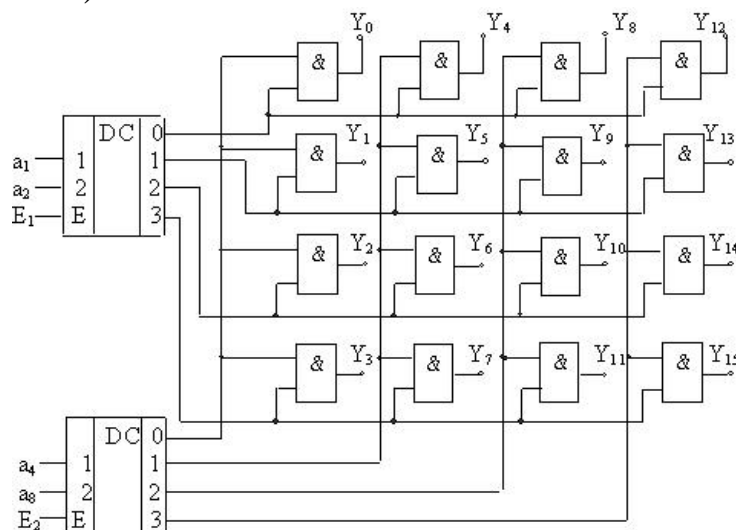 Y0 Y4 Y8 Y12
& & & &
DC 0
a1 1 1
a2 2 2
E1 E 3
Y1 Y5 Y9 Y13
& & & &
Y2 Y6 Y10 Y14
& & & &
Y3 Y7 Y11 Y15
& & & &
DC 0
a4 1 1
a8 2 2
E2 E 3